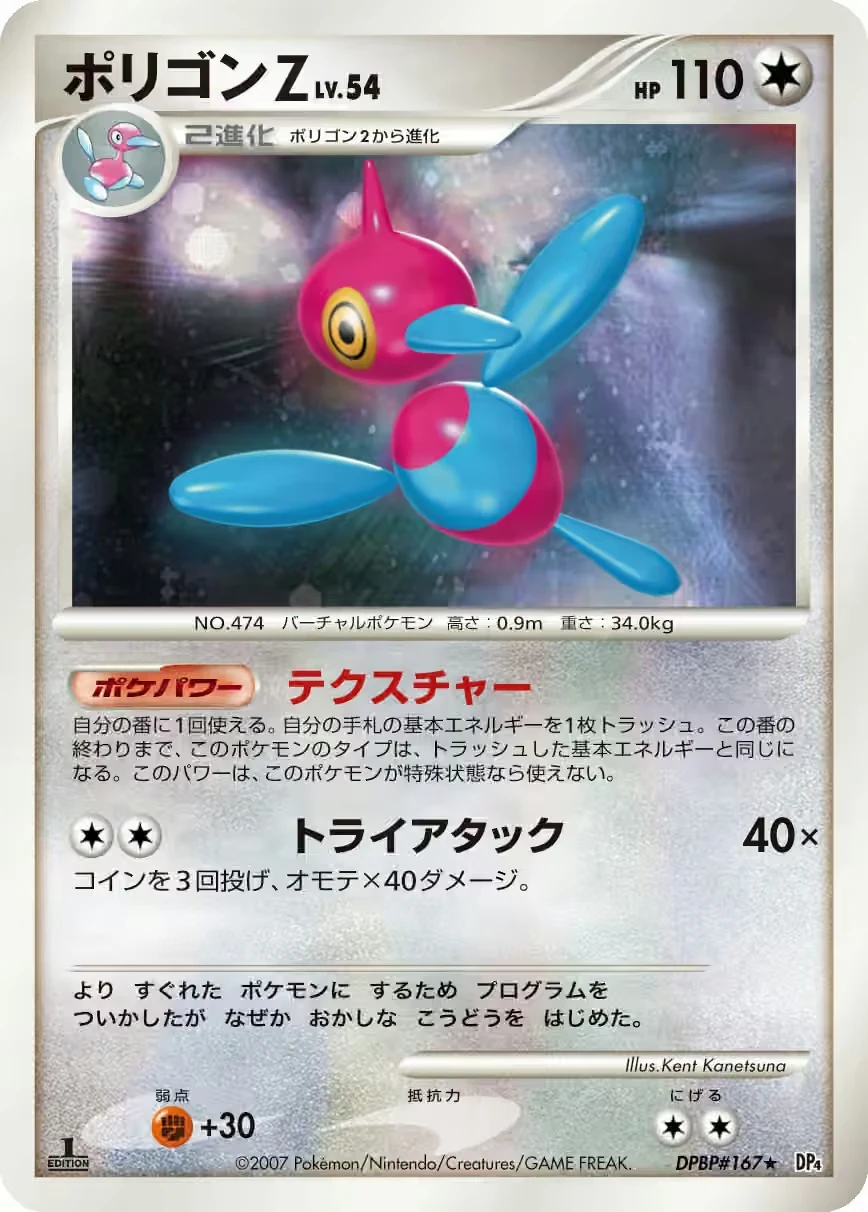 ポリゴンZ LV.54 HP 110
2進化 ポリゴン2から進化
NO.474 バーチャルポケモン 高さ:0.9m 重さ:34.0kg
ポケパワー テクスチャー
自分の番に1回使える。自分の手札の基本エネルギーを1枚トラッシュ。この番の
終わりまで、このポケモンのタイプは、トラッシュした基本エネルギーと同じに
なる。このパワーは、このポケモンが特殊状態なら使えない。
トライアタック 40×
コインを3回投げ、オモテ×40ダメージ。
より すぐれた ポケモンに するため プログラムを
ついかしたが なぜか おかしな こうどうを はじめた。
Illus.Kent Kanetsuna
弱点 抵抗力 にげる
+30
1 EDITION ©2007 Pokémon/Nintendo/Creatures/GAME FREAK. DPBP#167★ DP4